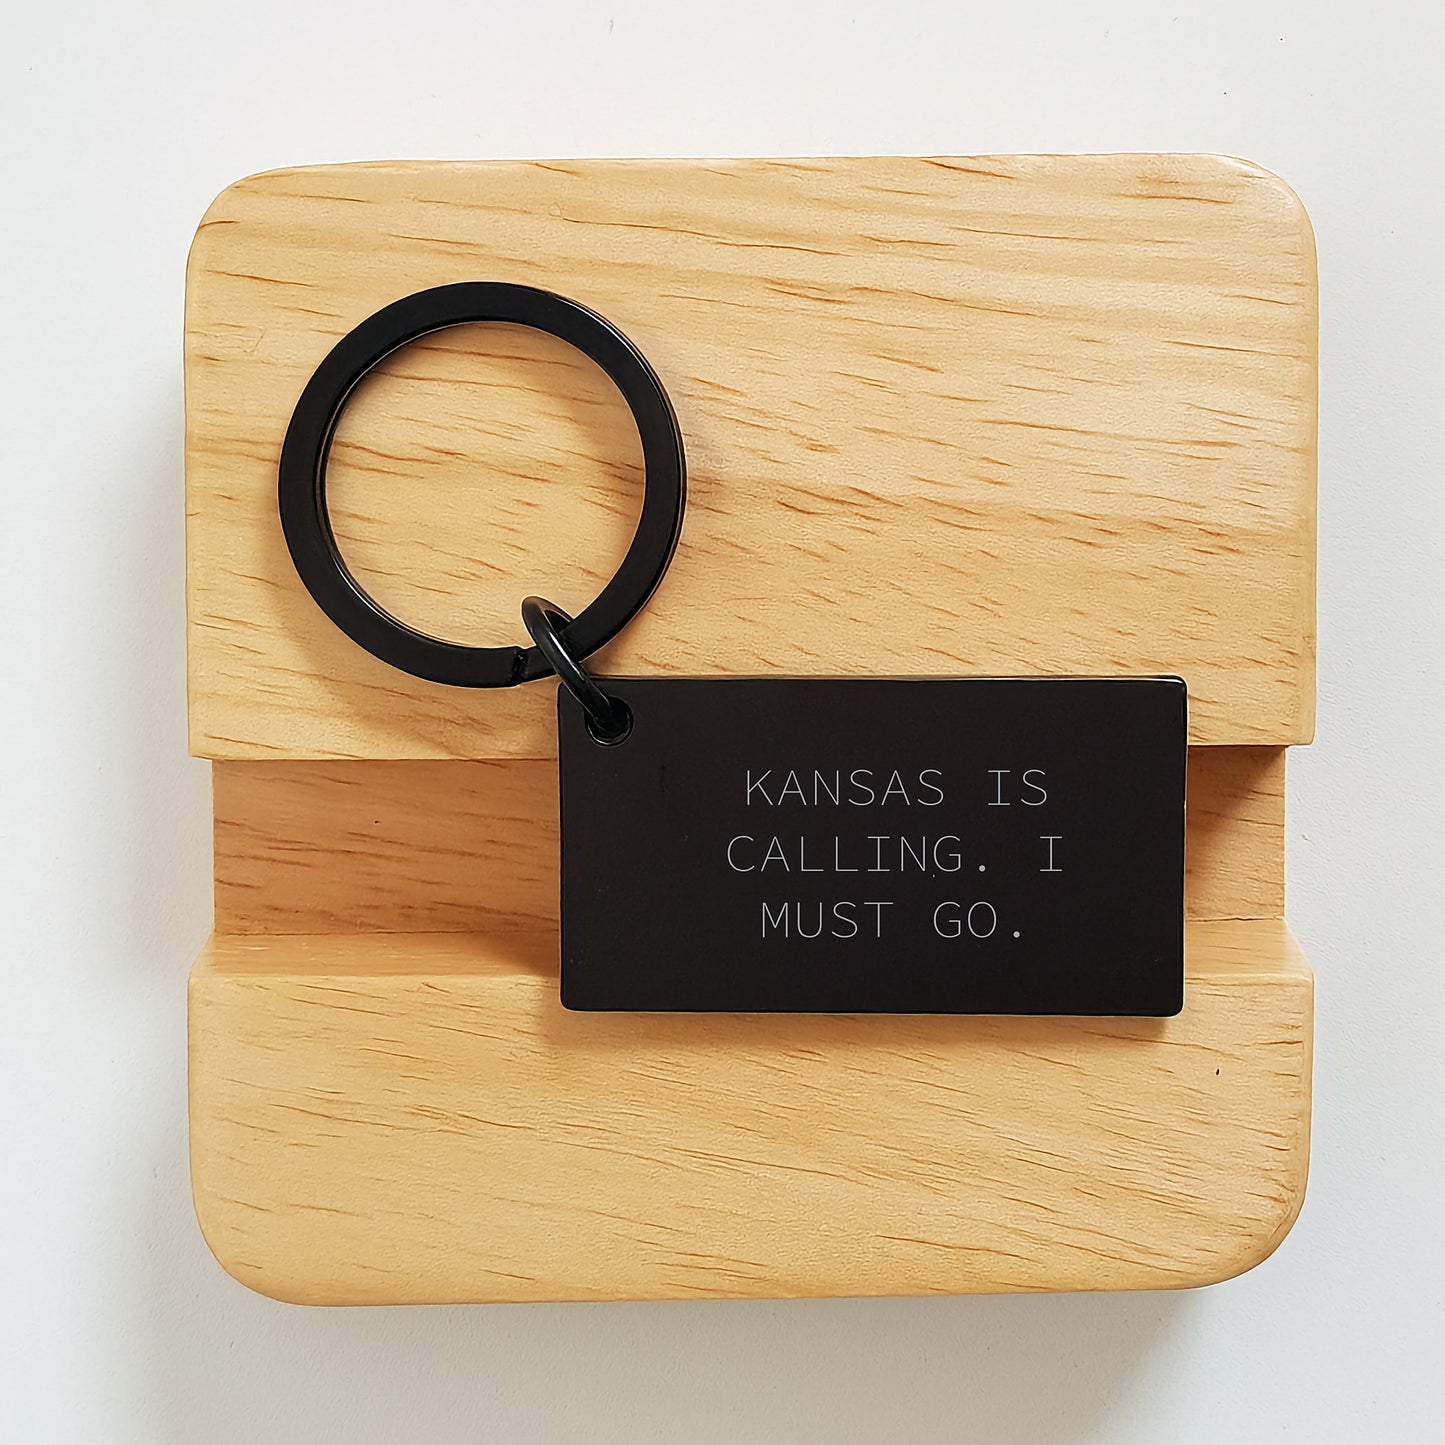 KANSAS IS
CALLING. I
MUST GO.